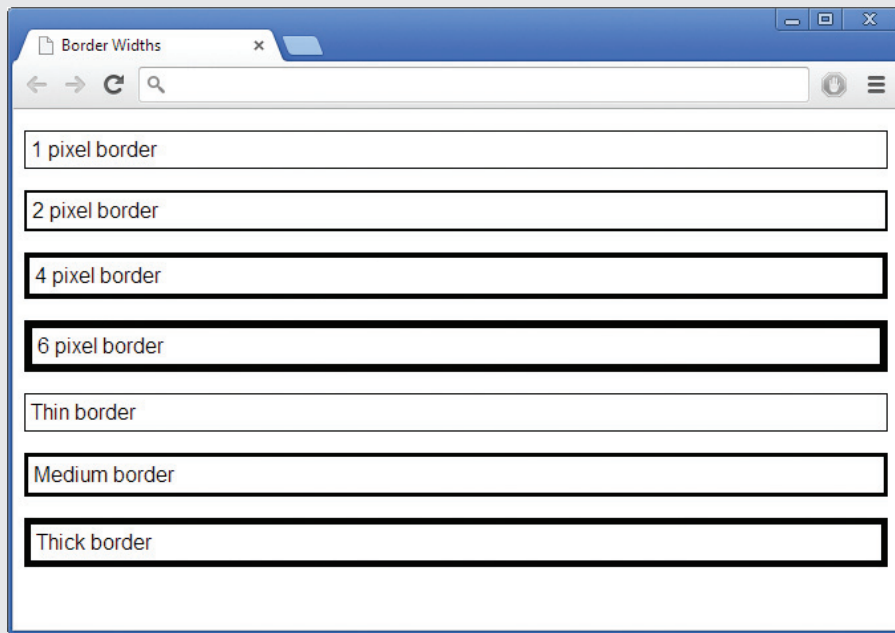 Border Widths
1 pixel border
2 pixel border
4 pixel border
6 pixel border
Thin border
Medium border
Thick border